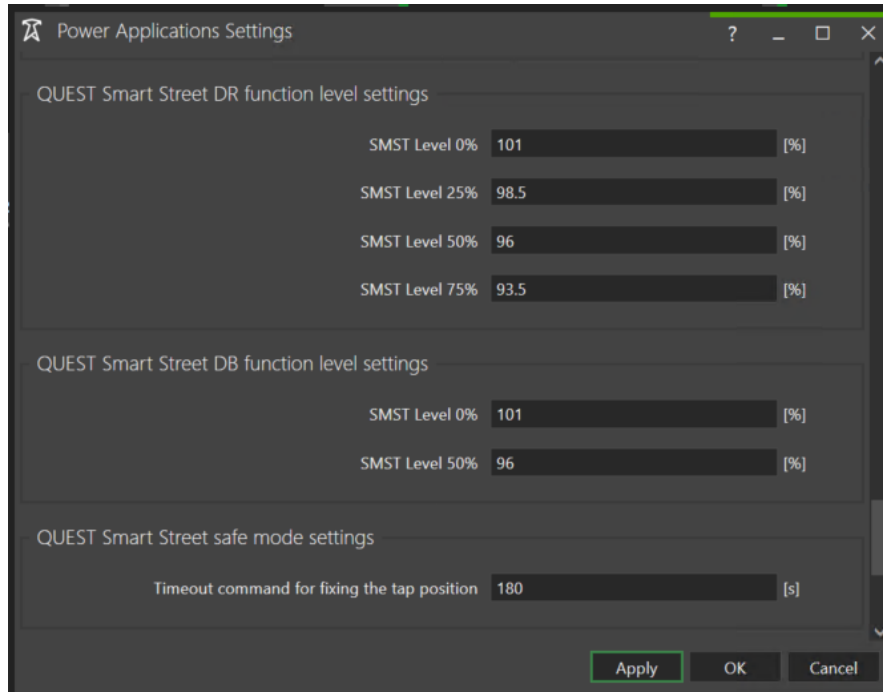 Power Applications Settings ?
QUEST Smart Street DR function level settings
SMST Level 0% 101 [%]
SMST Level 25% 98.5 [%]
SMST Level 50% 96 [%]
SMST Level 75% 93.5 [%]
QUEST Smart Street DB function level settings
SMST Level 0% 101 [%]
SMST Level 50% 96 [%]
QUEST Smart Street safe mode settings
Timeout command for fixing the tap position 180 [s]
Apply OK Cancel